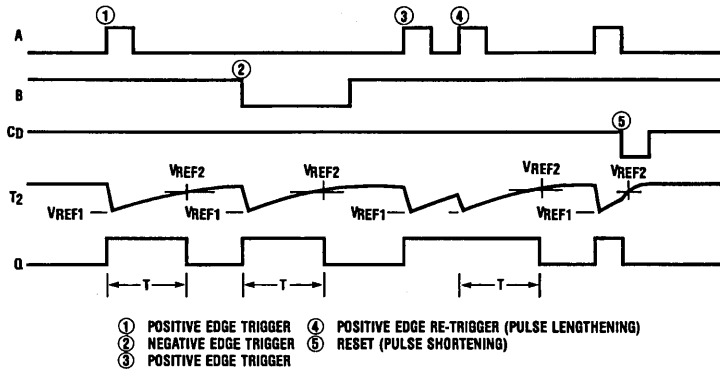 ① ③ ④
A
②
B
⑤
CD
VREF2 VREF2 VREF2 VREF2
T2
VREF1 VREF1 VREF1 VREF1
Q
T T T
① POSITIVE EDGE TRIGGER ④ POSITIVE EDGE RE-TRIGGER (PULSE LENGTHENING)
② NEGATIVE EDGE TRIGGER ⑤ RESET (PULSE SHORTENING)
③ POSITIVE EDGE TRIGGER